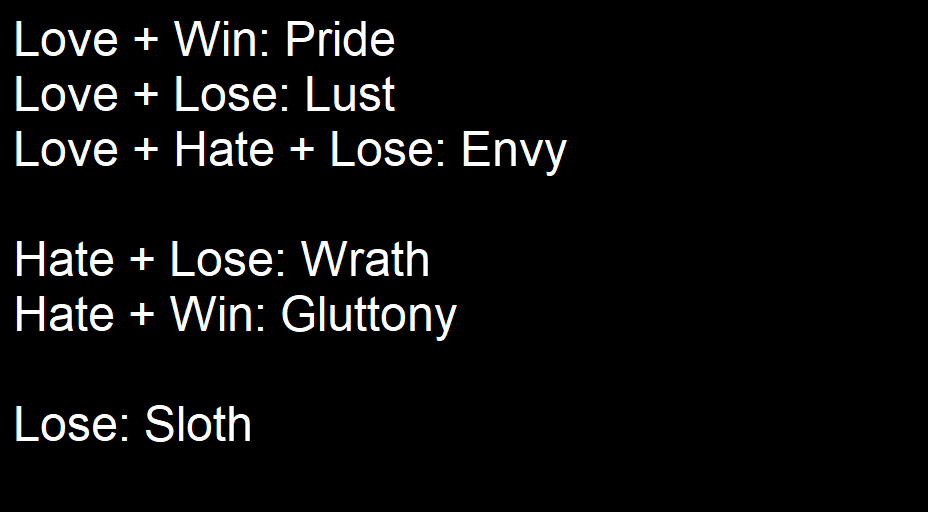 Love + Win: Pride
Love + Lose: Lust
Love + Hate + Lose: Envy
Hate + Lose: Wrath
Hate + Win: Gluttony
Lose: Sloth